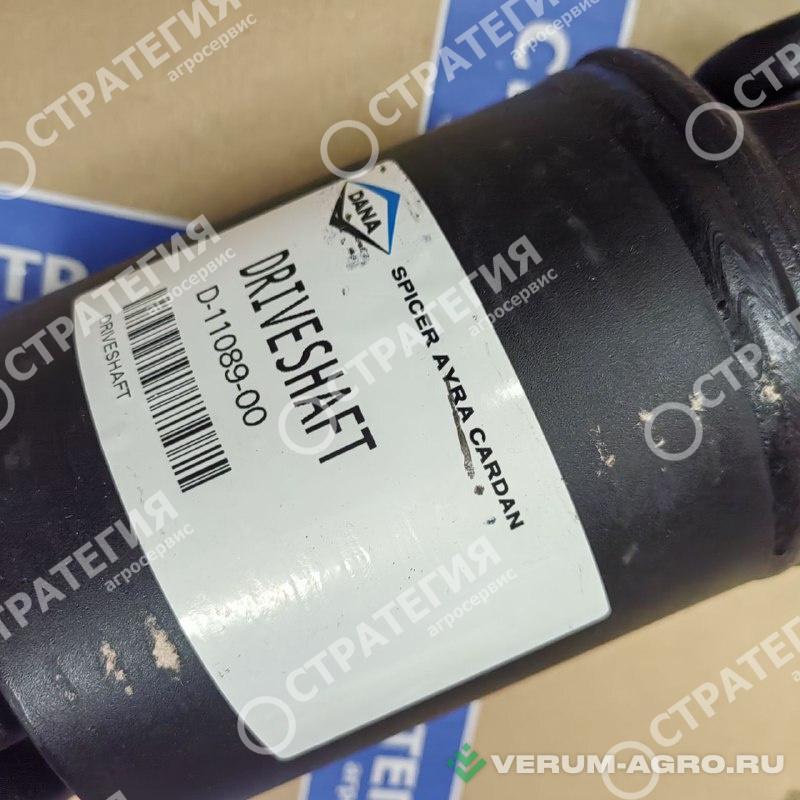 DANA
SPICER AYRA CARDAN
DRIVESHAFT
D-11089-00
DRIVESHAFT
СТРАТЕГИЯ
агросервис
VERUM-AGRO.RU